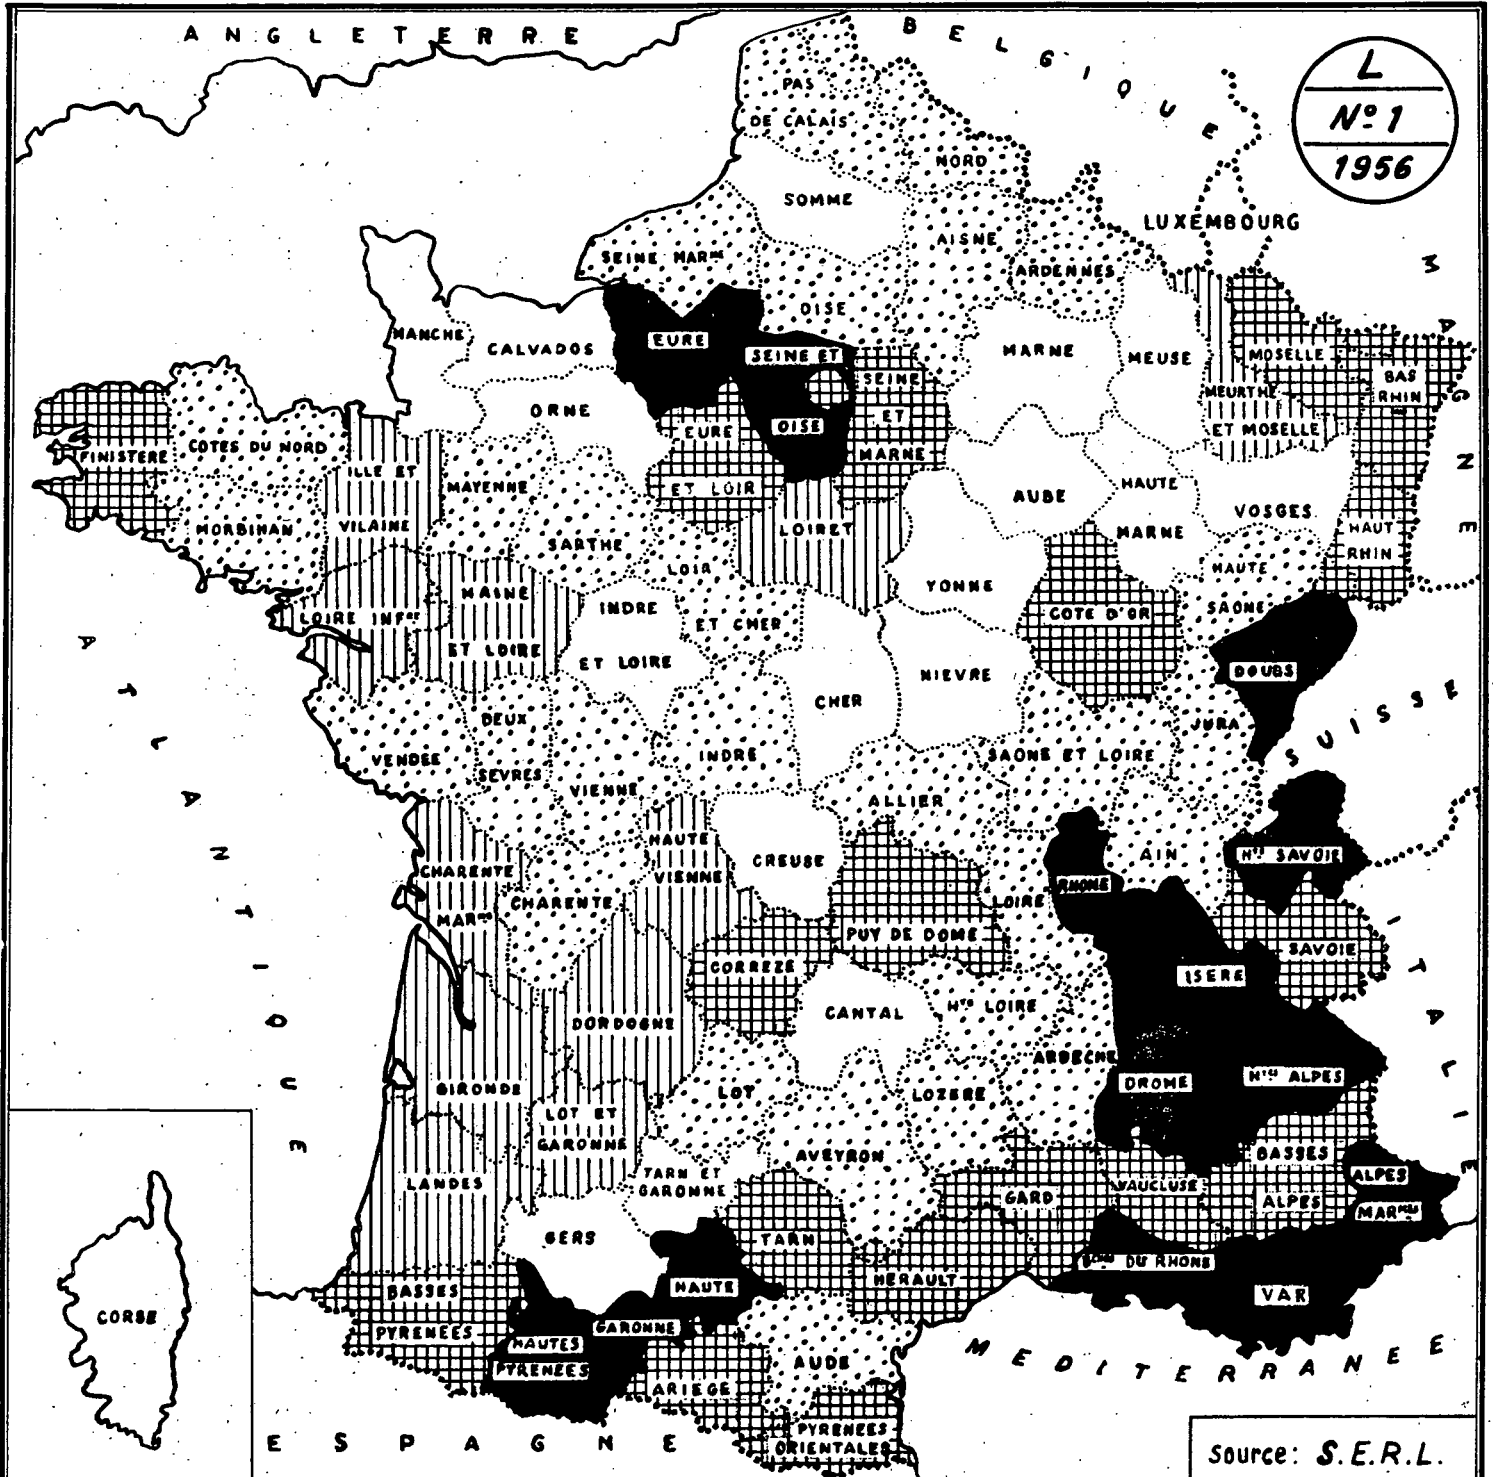 ANGLETERRE
BELGIQUE
L
Nº 1
1956
PAS
DE CALAIS
NORD
SOMME
LUXEMBOURG
AISNE
SEINE MARme
ARDENNES
OISE
MANCHE
CALVADOS
EURE
SEINE ET
OISE
SEINE
ET
MARNE
MARNE
MEUSE
MOSELLE
MEURTHE
ET MOSELLE
BAS
RHIN
ALLEMAGNE
ORNE
EURE
ET LOIR
FINISTERE
COTES DU NORD
ILLE ET
VILAINE
MAYENNE
MORBIHAN
SARTHE
LOIRET
AUBE
HAUTE
MARNE
VOSGES
HAUT
RHIN
LOIR
ET CHER
YONNE
COTE D'OR
HAUTE
SAONE
LOIRE INFre
MAINE
ET LOIRE
INDRE
ET LOIRE
NIEVRE
DOUBS
CHER
JURA
SUISSE
VENDEE
DEUX
SEVRES
VIENNE
INDRE
SAONE ET LOIRE
ALLIER
HAUTE
VIENNE
CREUSE
AIN
Hte SAVOIE
CHARENTE
MARme
CHARENTE
RHONE
LOIRE
PUY DE DOME
SAVOIE
ATLANTIQUE
CORREZE
ISERE
CANTAL
Hte LOIRE
DORDOGNE
ARDECHE
DROME
Htes ALPES
ITALIE
GIRONDE
LOT ET
GARONNE
LOT
LOZERE
AVEYRON
BASSES
ALPES
ALPES
MARmes
LANDES
TARN ET
GARONNE
GARD
VAUCLUSE
GERS
TARN
HERAULT
Bches DU RHONE
VAR
BASSES
PYRENEES
HAUTE
GARONNE
HAUTES
PYRENEES
AUDE
ARIEGE
PYRENEES
ORIENTALES
MEDITERRANEE
CORSE
ESPAGNE
Source: S.E.R.L.